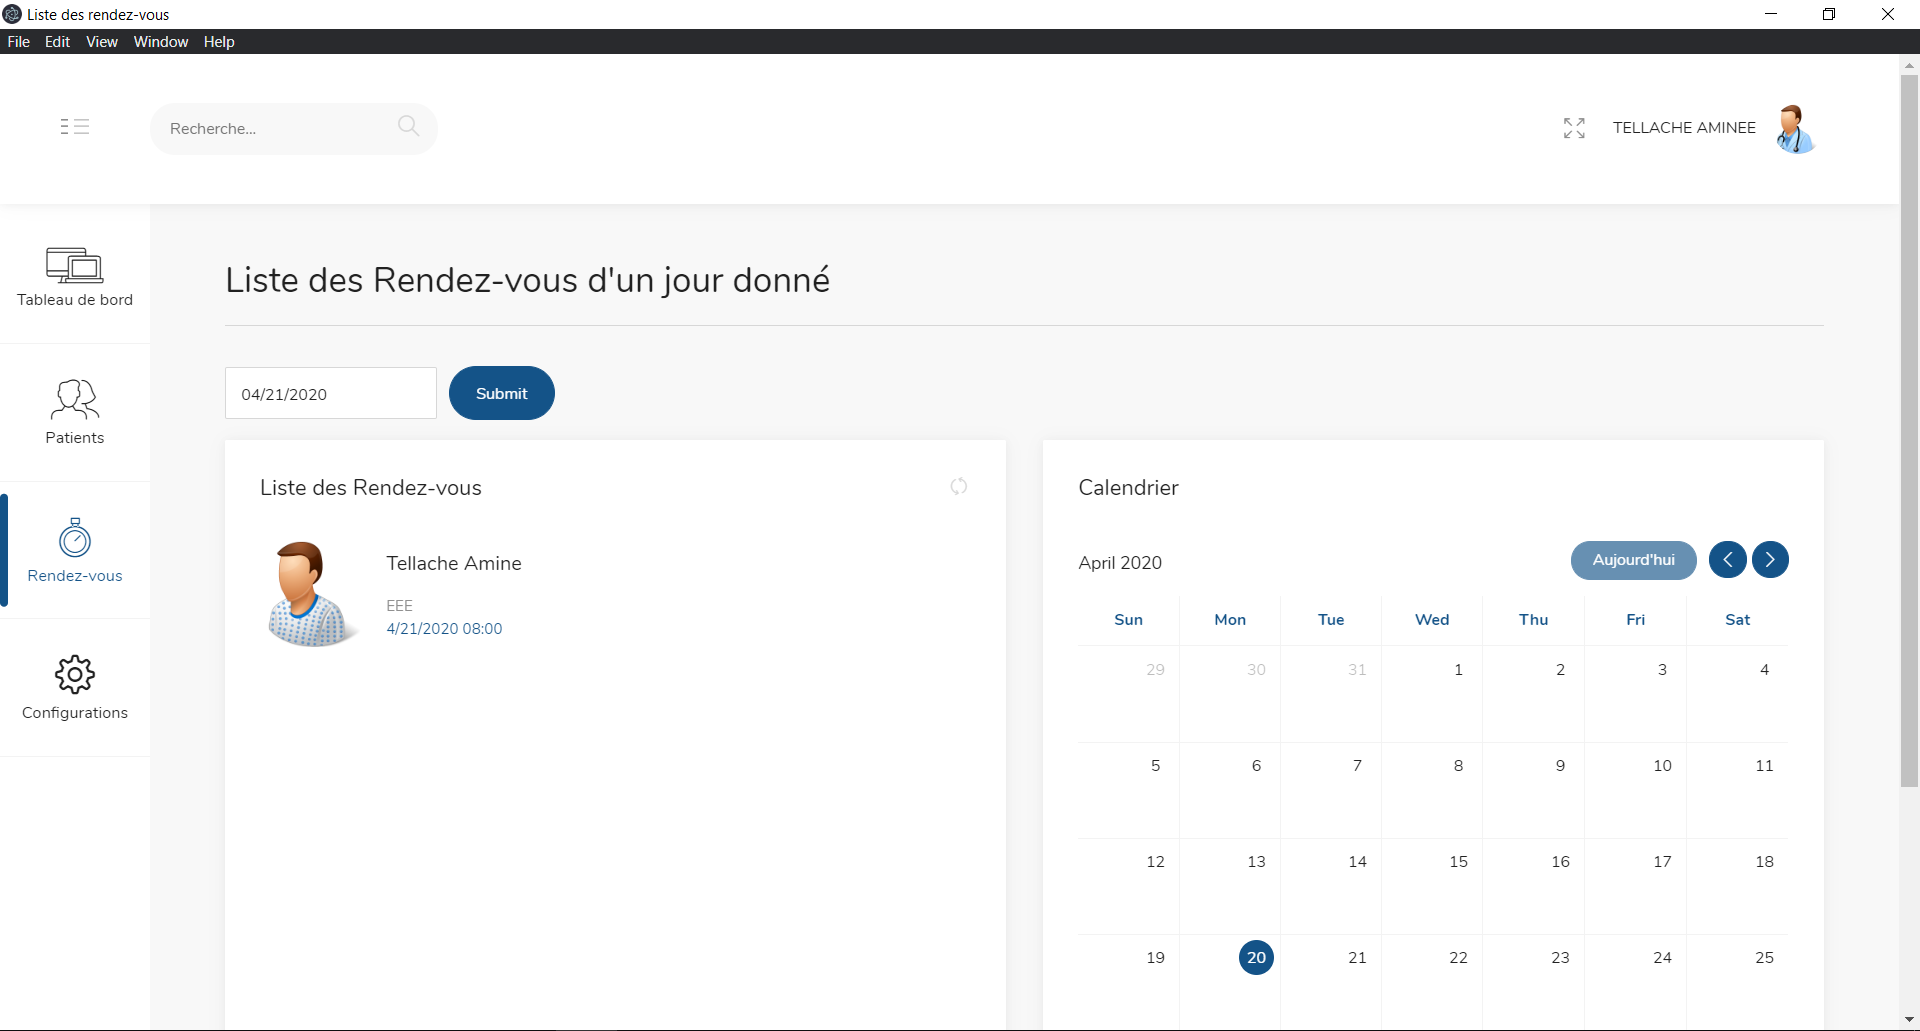 Liste des rendez-vous
File Edit View Window Help
Recherche...
TELLACHE AMINEE
Tableau de bord
Patients
Rendez-vous
Configurations
Liste des Rendez-vous d'un jour donné
04/21/2020
Submit
Liste des Rendez-vous
Tellache Amine
EEE
4/21/2020 08:00
Calendrier
April 2020
Aujourd'hui
Sun Mon Tue Wed Thu Fri Sat
29 30 31 1 2 3 4
5 6 7 8 9 10 11
12 13 14 15 16 17 18
19 20 21 22 23 24 25